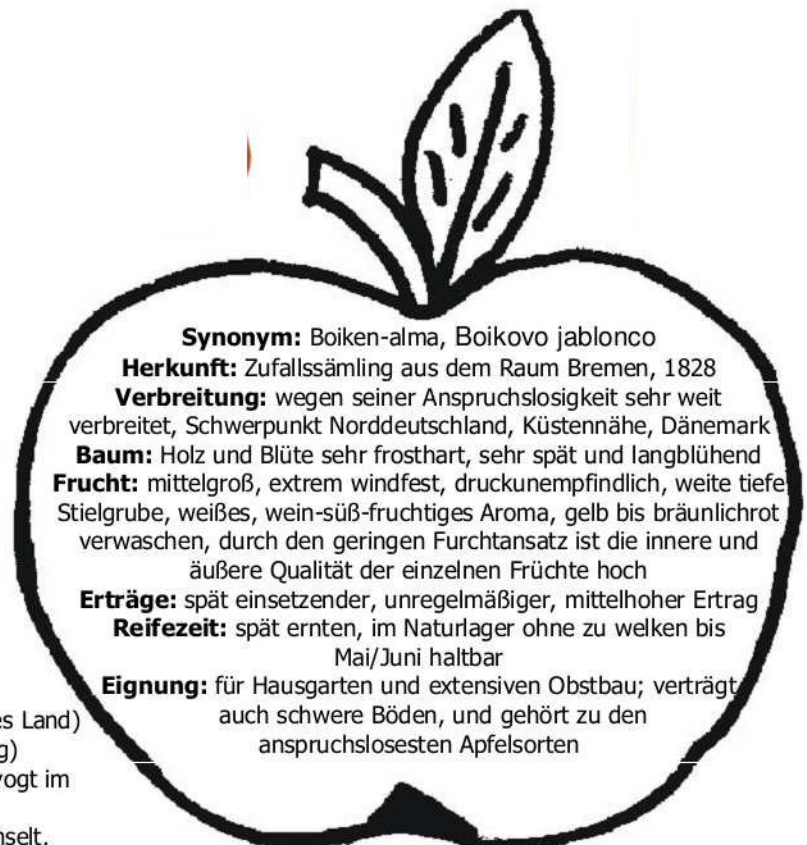 Synonym: Boiken-alma, Boikovo jablonco
Herkunft: Zufallssämling aus dem Raum Bremen, 1828
Verbreitung: wegen seiner Anspruchslosigkeit sehr weit
verbreitet, Schwerpunkt Norddeutschland, Küstennähe, Dänemark
Baum: Holz und Blüte sehr frosthart, sehr spät und langblühend
Frucht: mittelgroß, extrem windfest, druckunempfindlich, weite tiefe
Stielgrube, weißes, wein-süß-fruchtiges Aroma, gelb bis bräunlichrot
verwaschen, durch den geringen Furchtansatz ist die innere und
äußere Qualität der einzelnen Früchte hoch
Erträge: spät einsetzender, unregelmäßiger, mittelhoher Ertrag
Reifezeit: spät ernten, im Naturlager ohne zu welken bis
Mai/Juni haltbar
Eignung: für Hausgarten und extensiven Obstbau; verträgt
auch schwere Böden, und gehört zu den
anspruchslosesten Apfelsorten
es Land)
g)
vogt im
nselt.